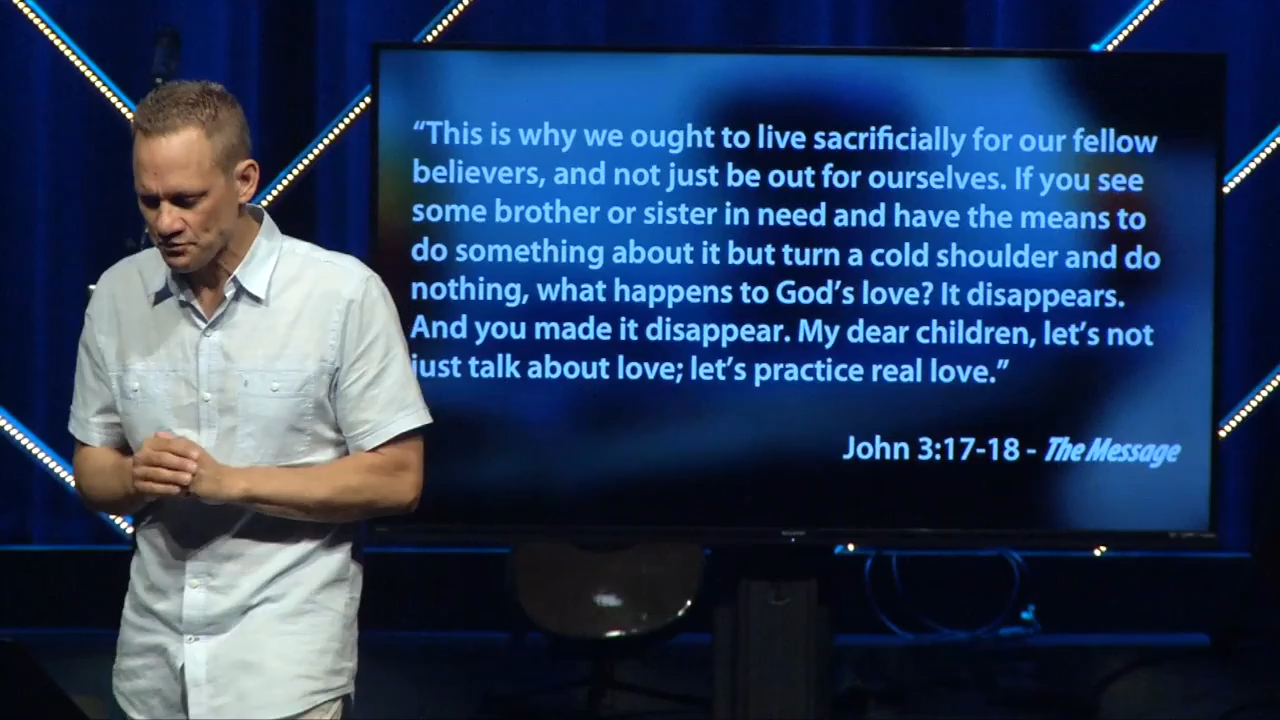 “This is why we ought to live sacrificially for our fellow
believers, and not just be out for ourselves. If you see
some brother or sister in need and have the means to
do something about it but turn a cold shoulder and do
nothing, what happens to God’s love? It disappears.
And you made it disappear. My dear children, let’s not
just talk about love; let’s practice real love.”
John 3:17-18 - The Message